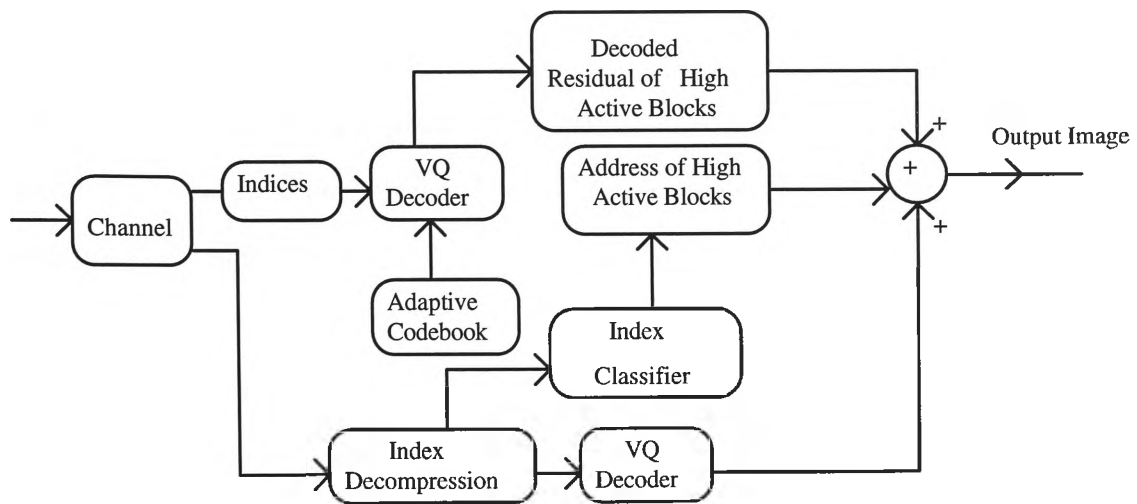 Decoded
Residual of High
Active Blocks
+
Output Image
VQ
Decoder
Address of High
Active Blocks
+
Indices
Channel
+
Adaptive
Codebook
Index
Classifier
Index
Decompression
VQ
Decoder